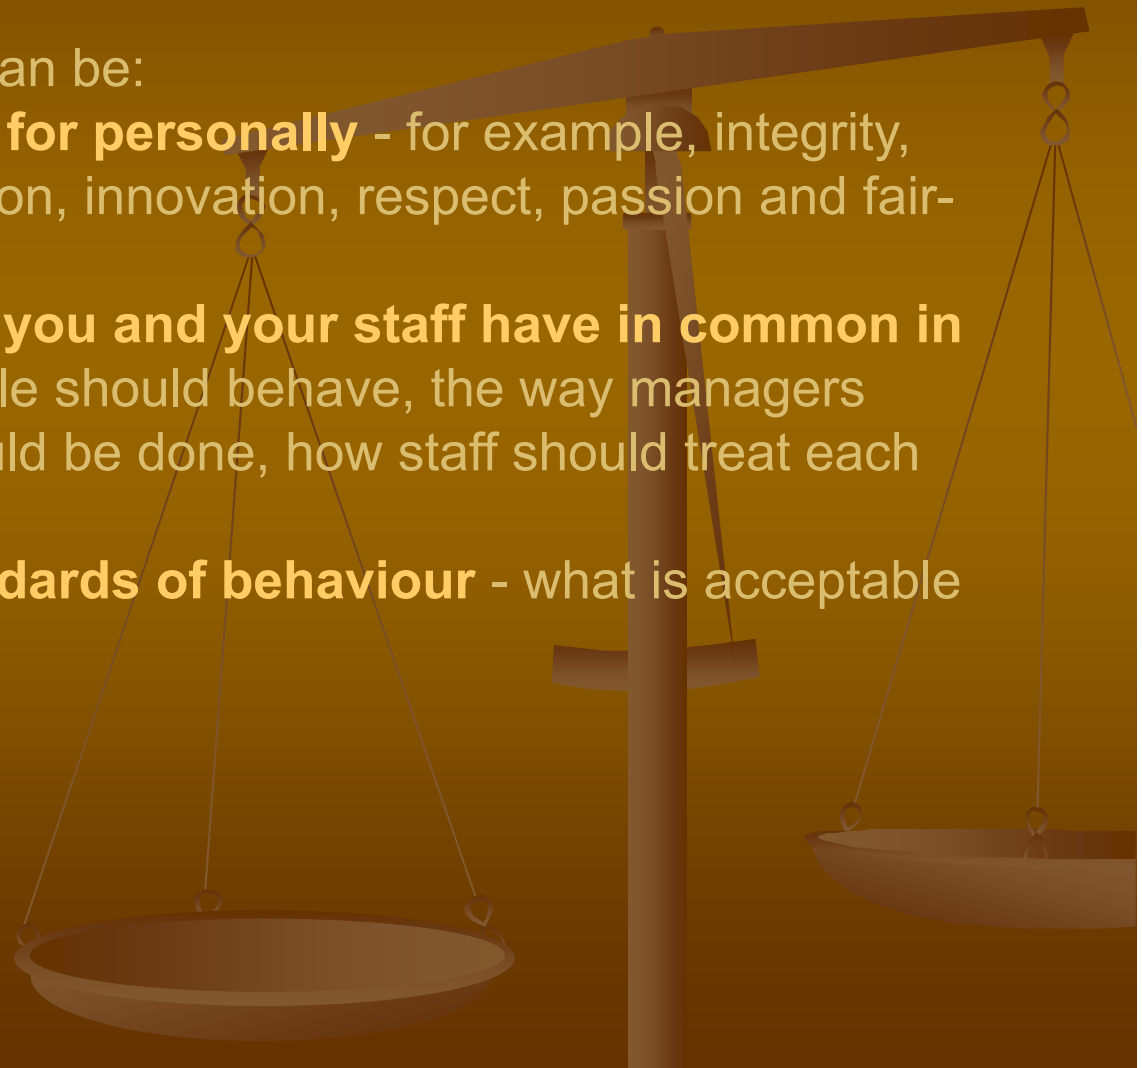 an be:
for personally - for example, integrity,
on, innovation, respect, passion and fair-
you and your staff have in common in
le should behave, the way managers
uld be done, how staff should treat each
dards of behaviour - what is acceptable